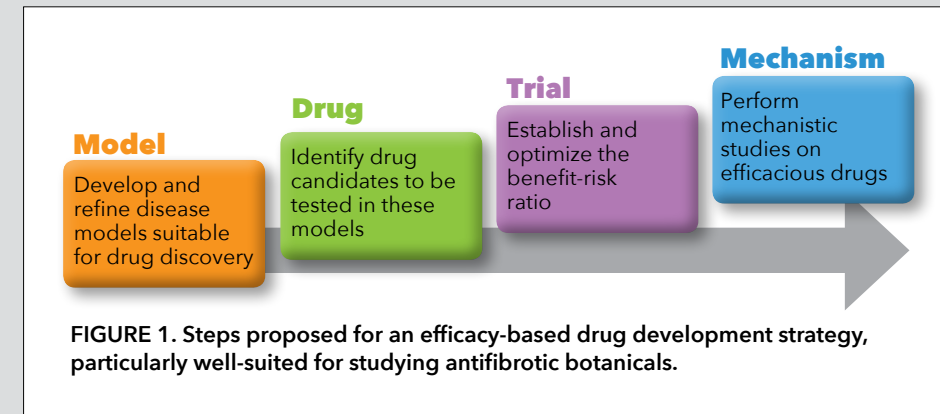 Model
Develop and
refine disease
models suitable
for drug discovery
Drug
Identify drug
candidates to be
tested in these
models
Trial
Establish and
optimize the
benefit-risk
ratio
Mechanism
Perform
mechanistic
studies on
efficacious drugs
FIGURE 1. Steps proposed for an efficacy-based drug development strategy,
particularly well-suited for studying antifibrotic botanicals.